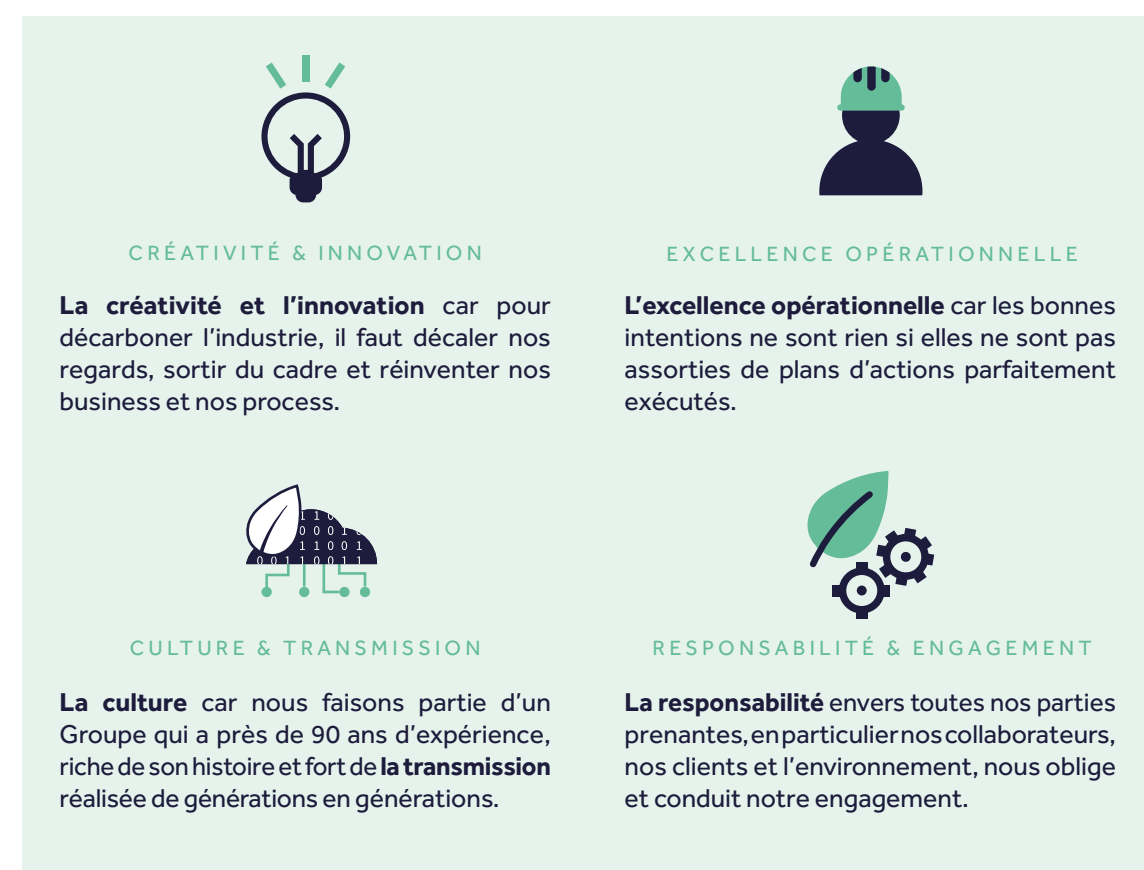 CRÉATIVITÉ & INNOVATION
La créativité et l'innovation car pour
décarboner l'industrie, il faut décaler nos
regards, sortir du cadre et réinventer nos
business et nos process.
EXCELLENCE OPÉRATIONNELLE
L'excellence opérationnelle car les bonnes
intentions ne sont rien si elles ne sont pas
assorties de plans d'actions parfaitement
exécutés.
CULTURE & TRANSMISSION
La culture car nous faisons partie d'un
Groupe qui a près de 90 ans d'expérience,
riche de son histoire et fort de la transmission
réalisée de générations en générations.
RESPONSABILITÉ & ENGAGEMENT
La responsabilité envers toutes nos parties
prenantes, en particulier nos collaborateurs,
nos clients et l'environnement, nous oblige
et conduit notre engagement.